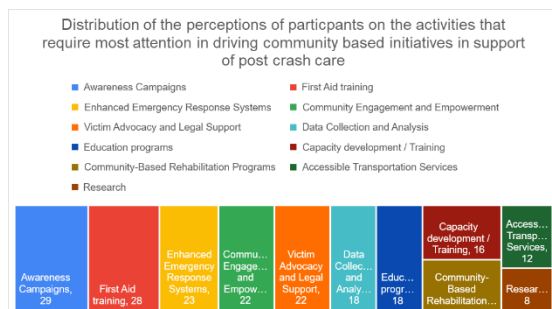 Distribution of the perceptions of particpants on the activities that
require most attention in driving community based initiatives in support
of post crash care
Awareness Campaigns
First Aid training
Enhanced Emergency Response Systems
Community Engagement and Empowerment
Victim Advocacy and Legal Support
Data Collection and Analysis
Education programs
Capacity development / Training
Community-Based Rehabilitation Programs
Accessible Transportation Services
Research
Awareness
Campaigns,
29
First Aid
training, 28
Enhanced
Emergency
Response
Systems,
23
Commu…
Engage…
and
Empow…
22
Victim
Advocacy
and Legal
Support,
22
Data
Collec…
and
Analy…
18
Educ…
progr…
18
Capacity
development /
Training, 16
Community-
Based
Rehabilitation…
Access…
Transp…
Services,
12
Resear…
8